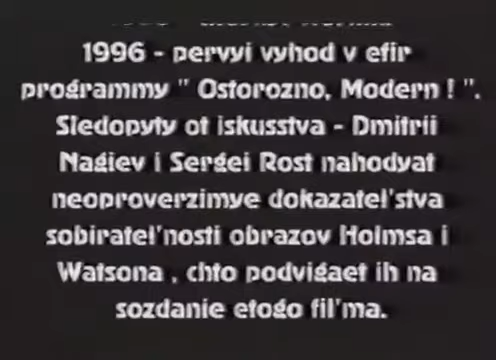 1996 - pervyi vyhod v efir
programmy " Ostorozno, Modern ! ".
Sledopyty ot iskusstva - Dmitrii
Nagiev i Sergei Rost nahodyat
neoproverzimye dokazatel'stva
sobiratel'nosti obrazov Holmsa i
Watsona , chto podvigaet ih na
sozdanie etogo fil'ma.